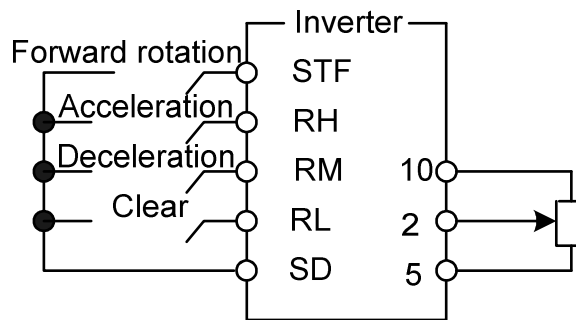 Inverter
Forward rotation STF
Acceleration RH
Deceleration RM 10
Clear RL 2
SD 5